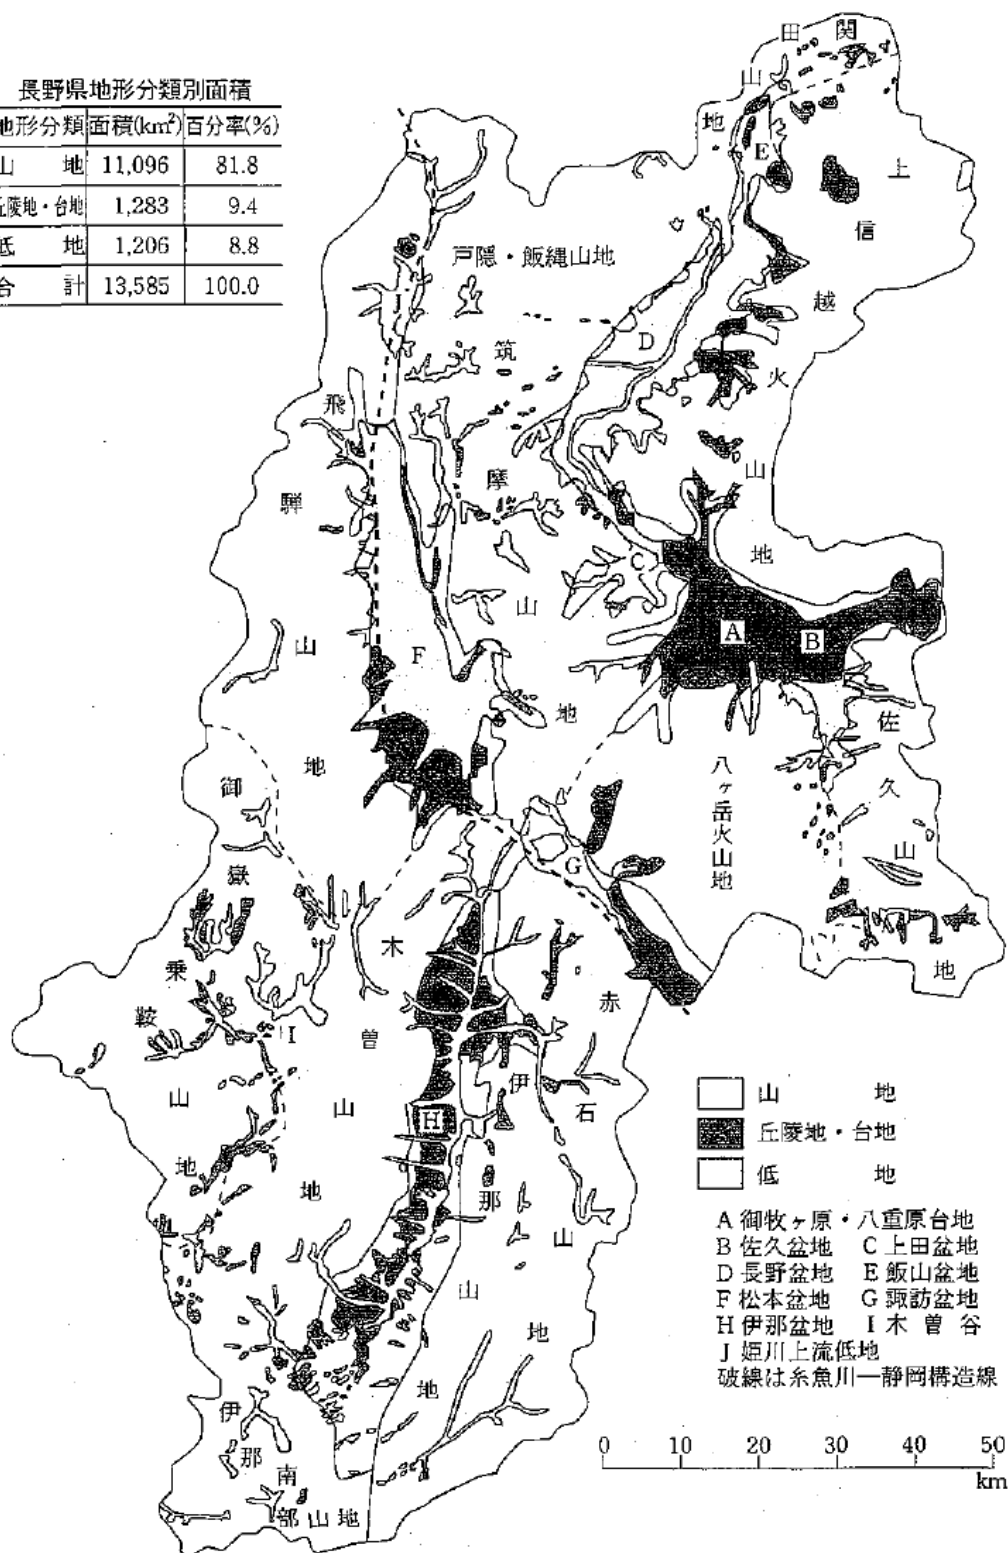 長野県地形分類別面積
地形分類 面積(km²) 百分率(%)
山 地 11,096 81.8
丘陵地・台地 1,283 9.4
低 地 1,206 8.8
合 計 13,585 100.0
関田山地
上信越火山地
戸隠・飯縄山地
筑摩山地
飛騨山地
八ヶ岳火山地
佐久山地
御嶽乗鞍山地
木曽山地
赤石山地
伊那山地
伊那南部山地
A
B
C
D
E
F
G
H
I
J
山 地
丘陵地・台地
低 地
A 御牧ヶ原・八重原台地
B 佐久盆地 C 上田盆地
D 長野盆地 E 飯山盆地
F 松本盆地 G 諏訪盆地
H 伊那盆地 I 木曽谷
J 姫川上流低地
破線は糸魚川―静岡構造線
0 10 20 30 40 50
km